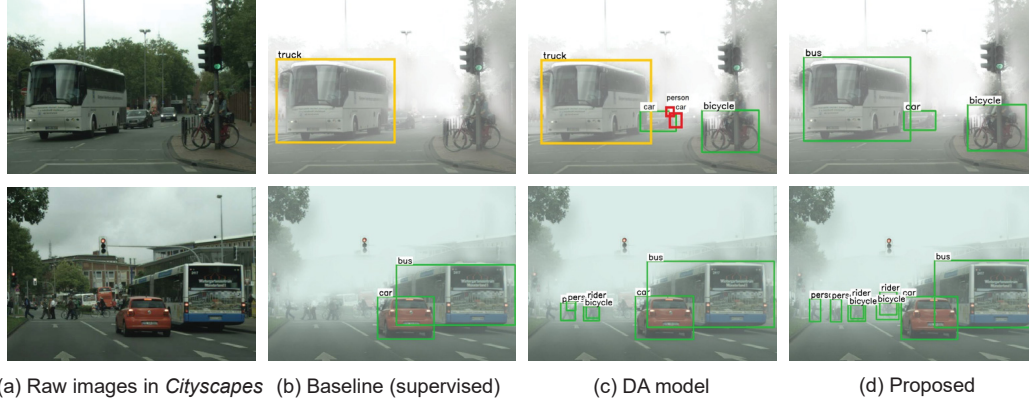 truck
truck
person
car
car
bicycle
bus
car
bicycle
bus
car
bus
car
pers
rider
bicycle
bus
car
rider
pers
pers
rider
bicycle
bicycle
(a) Raw images in Cityscapes
(b) Baseline (supervised)
(c) DA model
(d) Proposed